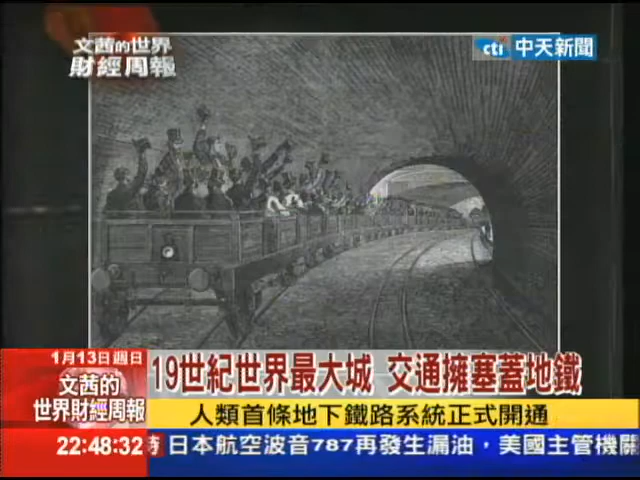 文茜的世界
財經周報
cti 中天新聞
19世紀世界最大城 交通擁塞蓋地鐵
1月13日週日
文茜的
世界財經周報
人類首條地下鐵路系統正式開通
22:48:32
日本航空波音787再發生漏油，美國主管機關